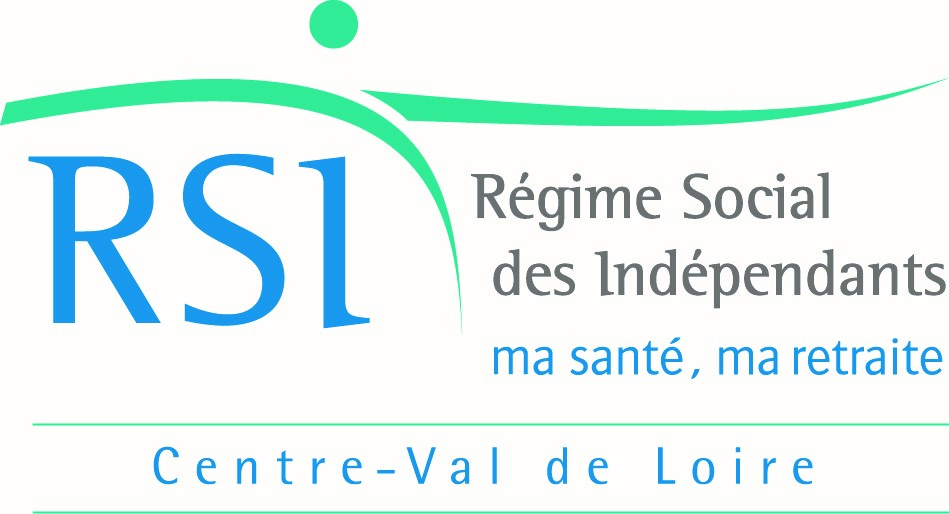 RSI
Régime Social
des Indépendants
ma santé, ma retraite
Centre-Val de Loire